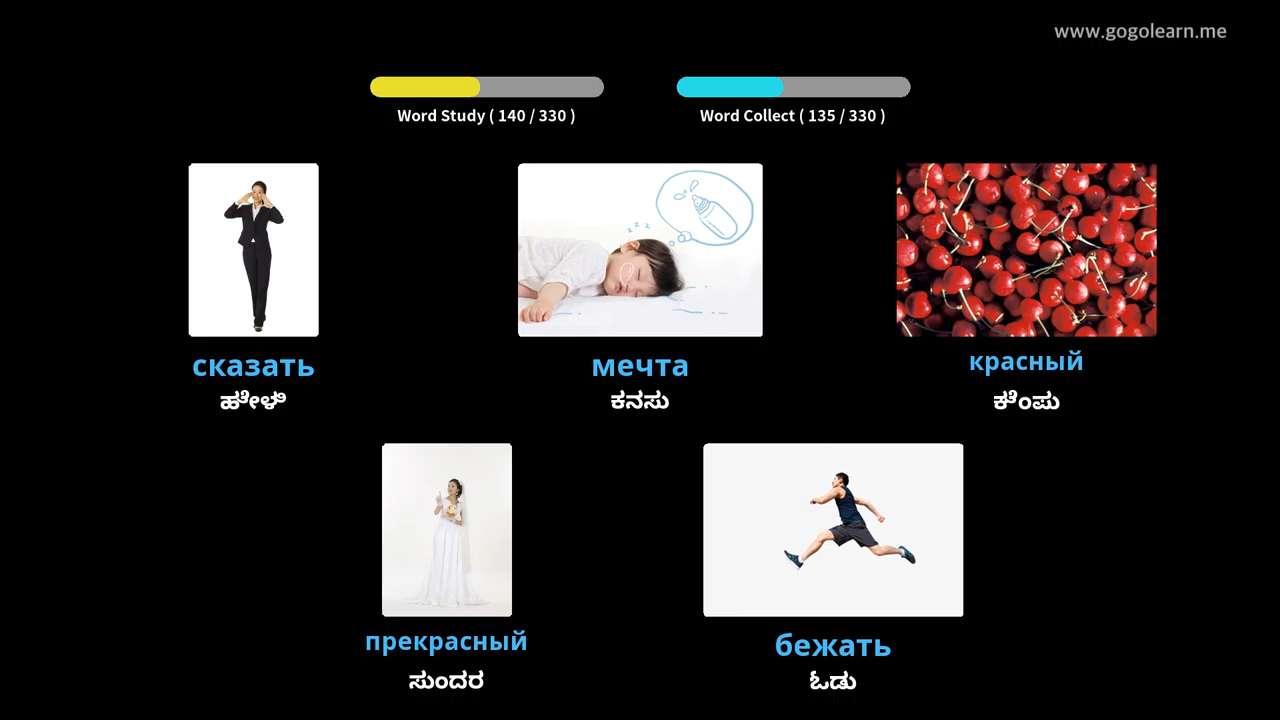 www.gogolearn.me
Word Study ( 140 / 330 )
Word Collect ( 135 / 330 )
сказать
ಹೇಳಿ
мечта
ಕನಸು
красный
ಕೆಂಪು
прекрасный
ಸುಂದರ
бежать
ಓಡು